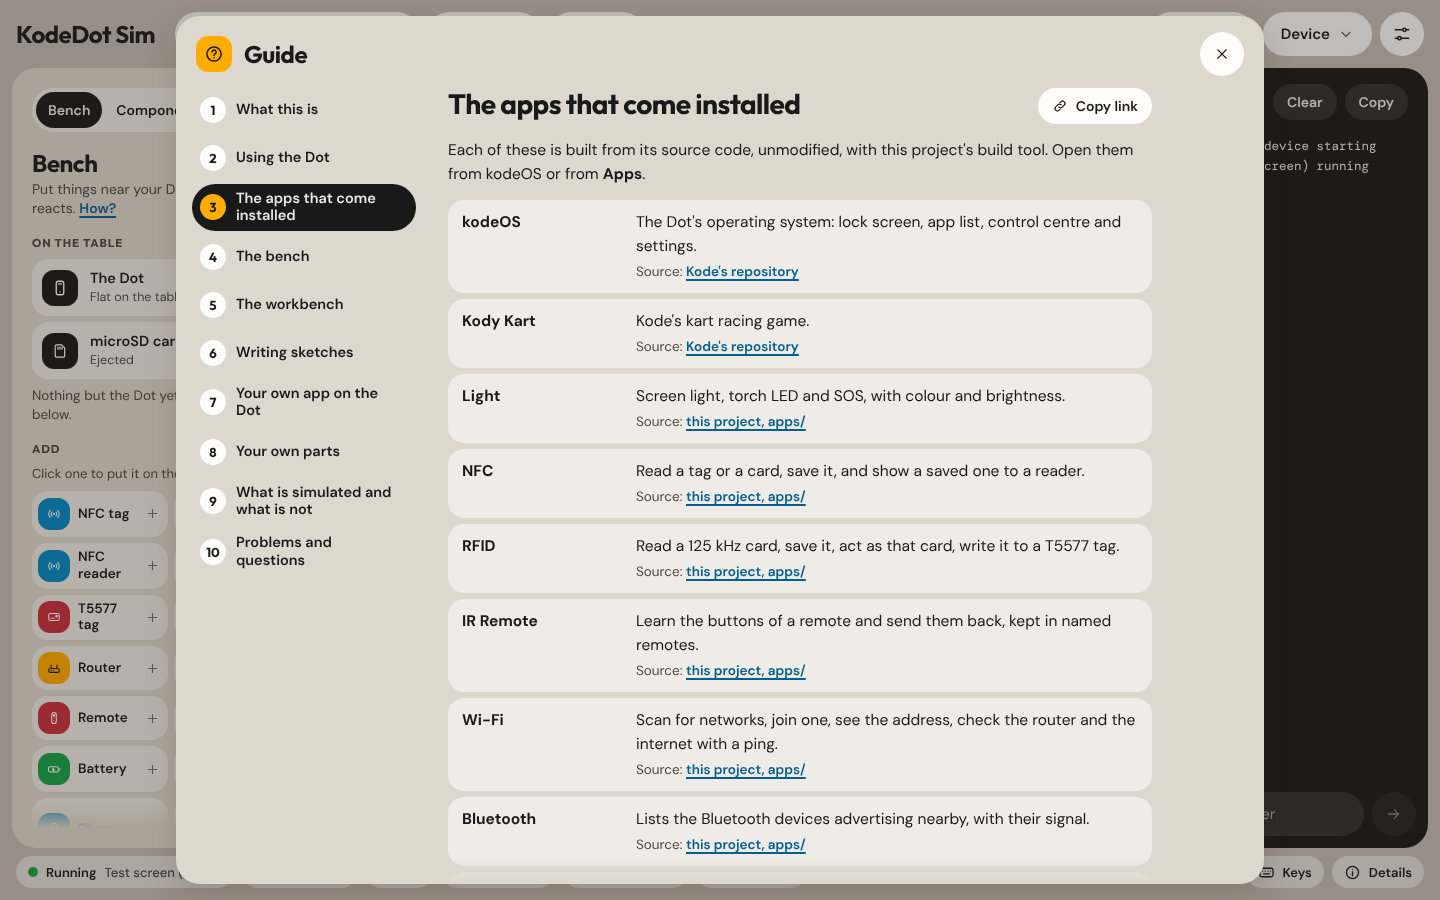 KodeDot Sim
Guide
Device
Bench
Clear
Copy
Bench
Put things near your D
reacts. How?
ON THE TABLE
The Dot
Flat on the tabl
microSD car
Ejected
Nothing but the Dot yet
below.
ADD
Click one to put it on the
NFC tag
NFC
reader
T5577
tag
Router
Remote
Battery
1 What this is
2 Using the Dot
3 The apps that come
installed
4 The bench
5 The workbench
6 Writing sketches
7 Your own app on the
Dot
8 Your own parts
9 What is simulated and
what is not
10 Problems and
questions
The apps that come installed
Copy link
Each of these is built from its source code, unmodified, with this project's build tool. Open them
from kodeOS or from Apps.
kodeOS
The Dot's operating system: lock screen, app list, control centre and
settings.
Source: Kode's repository
Kody Kart
Kode's kart racing game.
Source: Kode's repository
Light
Screen light, torch LED and SOS, with colour and brightness.
Source: this project, apps/
NFC
Read a tag or a card, save it, and show a saved one to a reader.
Source: this project, apps/
RFID
Read a 125 kHz card, save it, act as that card, write it to a T5577 tag.
Source: this project, apps/
IR Remote
Learn the buttons of a remote and send them back, kept in named
remotes.
Source: this project, apps/
Wi-Fi
Scan for networks, join one, see the address, check the router and the
internet with a ping.
Source: this project, apps/
Bluetooth
Lists the Bluetooth devices advertising nearby, with their signal.
Source: this project, apps/
device starting
creen) running
Running Test screen
Keys
Details